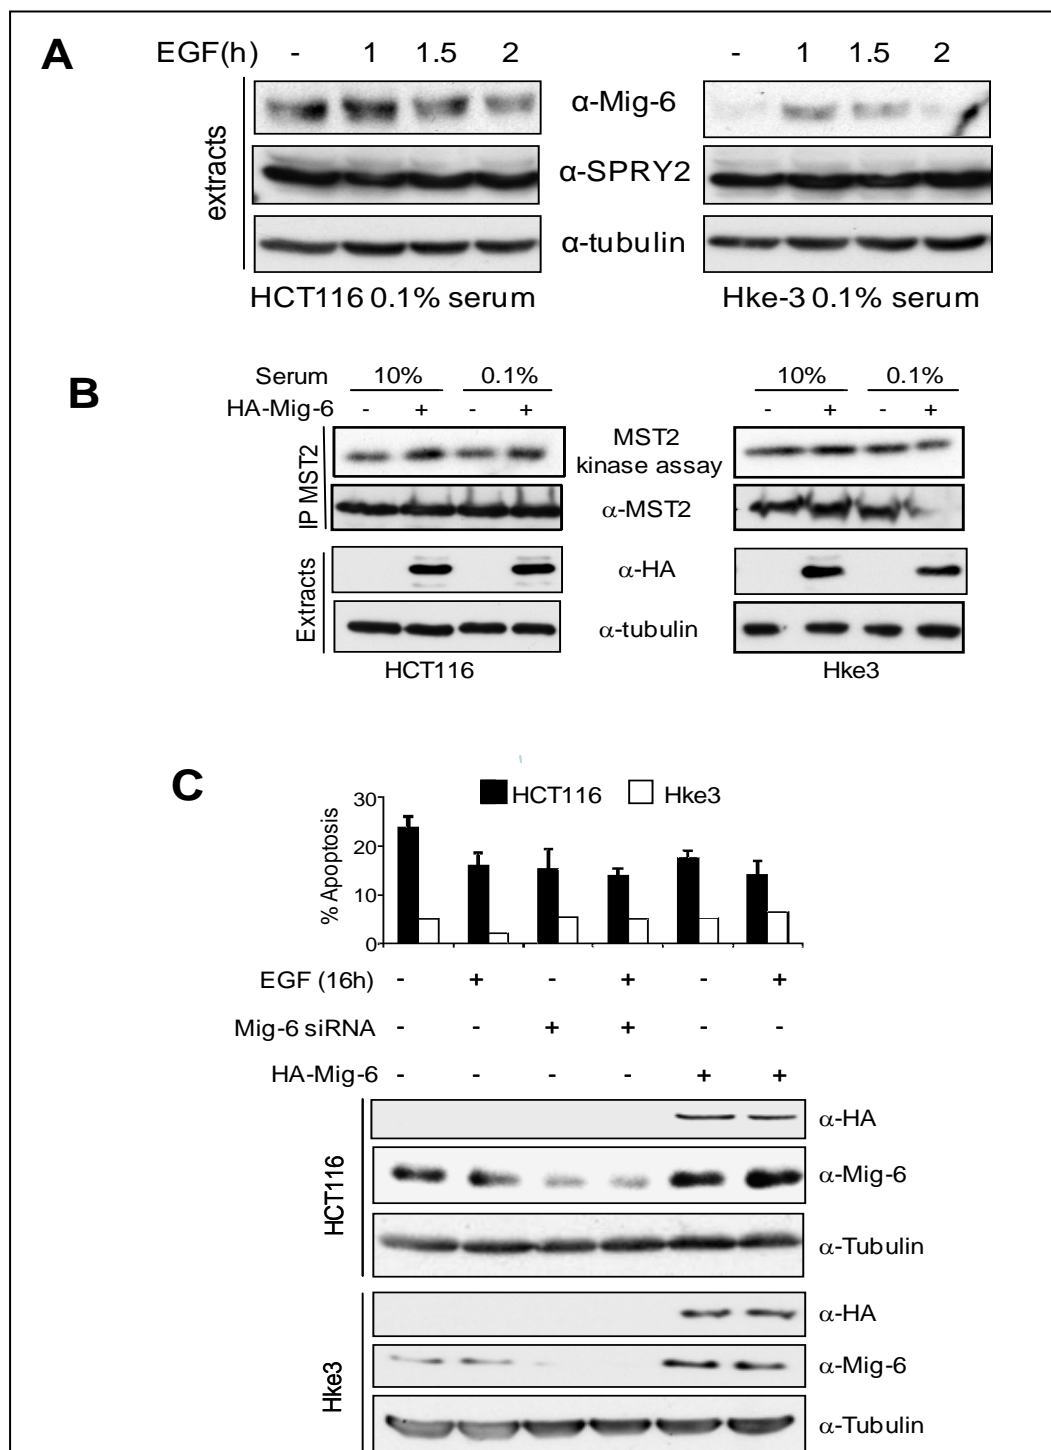 A
EGF(h) - 1 1.5 2 - 1 1.5 2
extracts
α-Mig-6
α-SPRY2
α-tubulin
HCT116 0.1% serum Hke-3 0.1% serum
B
Serum 10% 0.1% 10% 0.1%
HA-Mig-6 - + - + - + - +
IP MST2
MST2
kinase assay
α-MST2
Extracts
α-HA
α-tubulin
HCT116 Hke3
C
HCT116 Hke3
% Apoptosis
30
20
10
0
EGF (16h) - + - + - +
Mig-6 siRNA - - + + - -
HA-Mig-6 - - - - + +
HCT116
α-HA
α-Mig-6
α-Tubulin
Hke3
α-HA
α-Mig-6
α-Tubulin